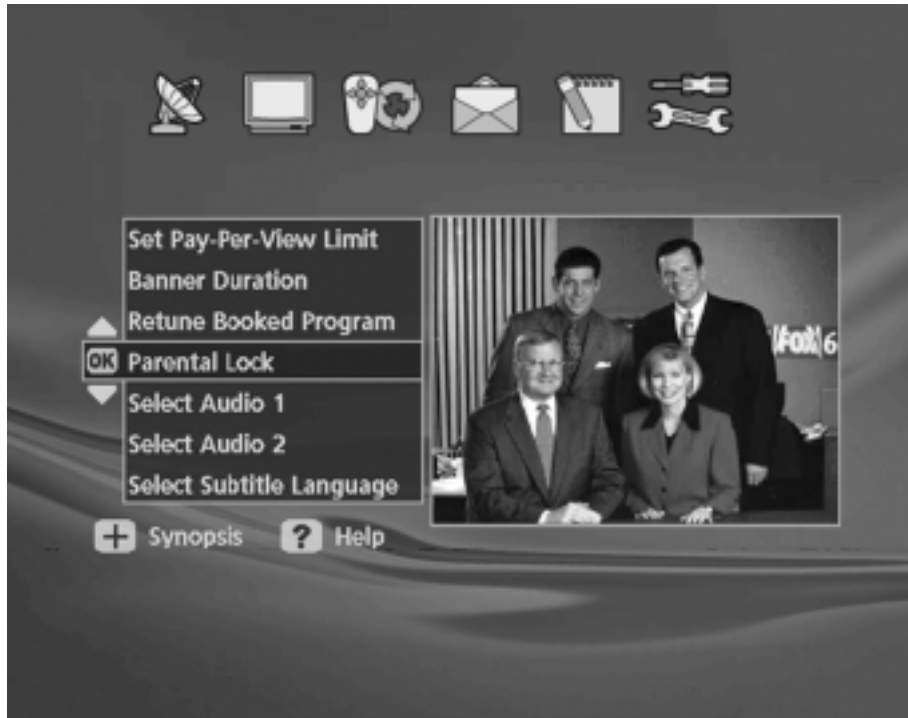 Set Pay-Per-View Limit
Banner Duration
Retune Booked Program
OK Parental Lock
Select Audio 1
Select Audio 2
Select Subtitle Language
FOX 6
+ Synopsis ? Help